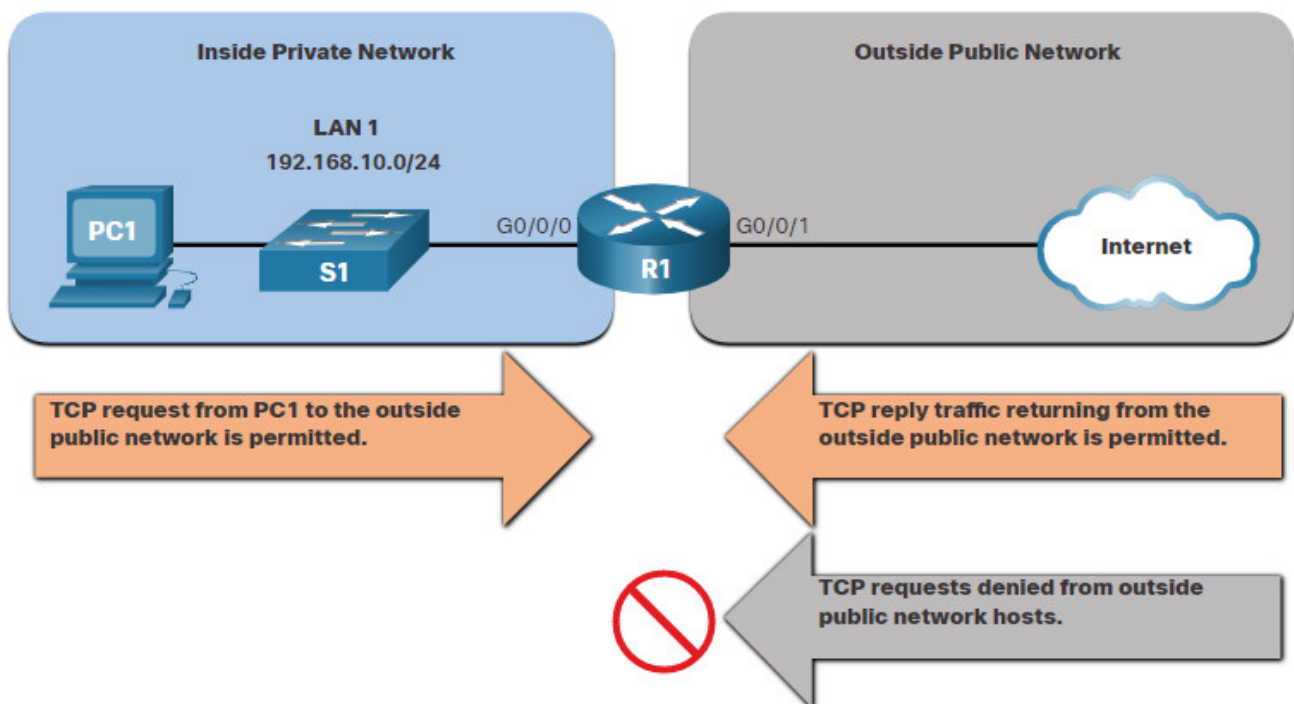 Inside Private Network
Outside Public Network
LAN 1
192.168.10.0/24
PC1
S1
G0/0/0
R1
G0/0/1
Internet
TCP request from PC1 to the outside
public network is permitted.
TCP reply traffic returning from the
outside public network is permitted.
TCP requests denied from outside
public network hosts.